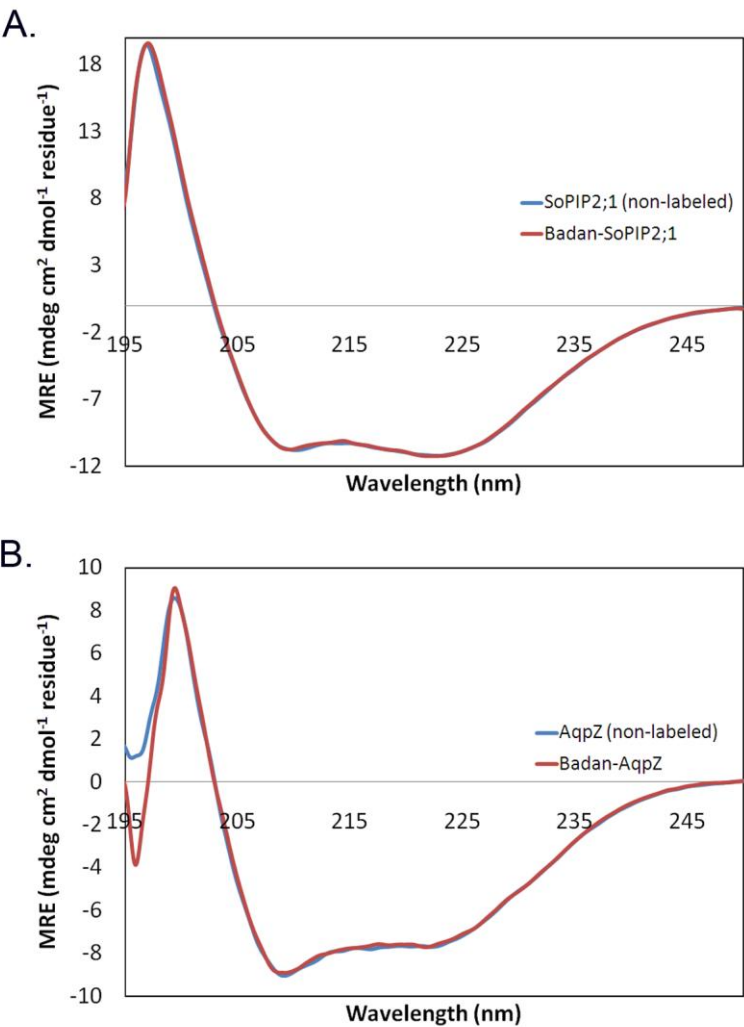 A.
18
13
8
3
-2
-7
-12
195 205 215 225 235 245
MRE (mdeg cm² dmol⁻¹ residue⁻¹)
SoPIP2;1 (non-labeled)
Badan-SoPIP2;1
Wavelength (nm)
B.
10
8
6
4
2
0
-2
-4
-6
-8
-10
195 205 215 225 235 245
MRE (mdeg cm² dmol⁻¹ residue⁻¹)
AqpZ (non-labeled)
Badan-AqpZ
Wavelength (nm)